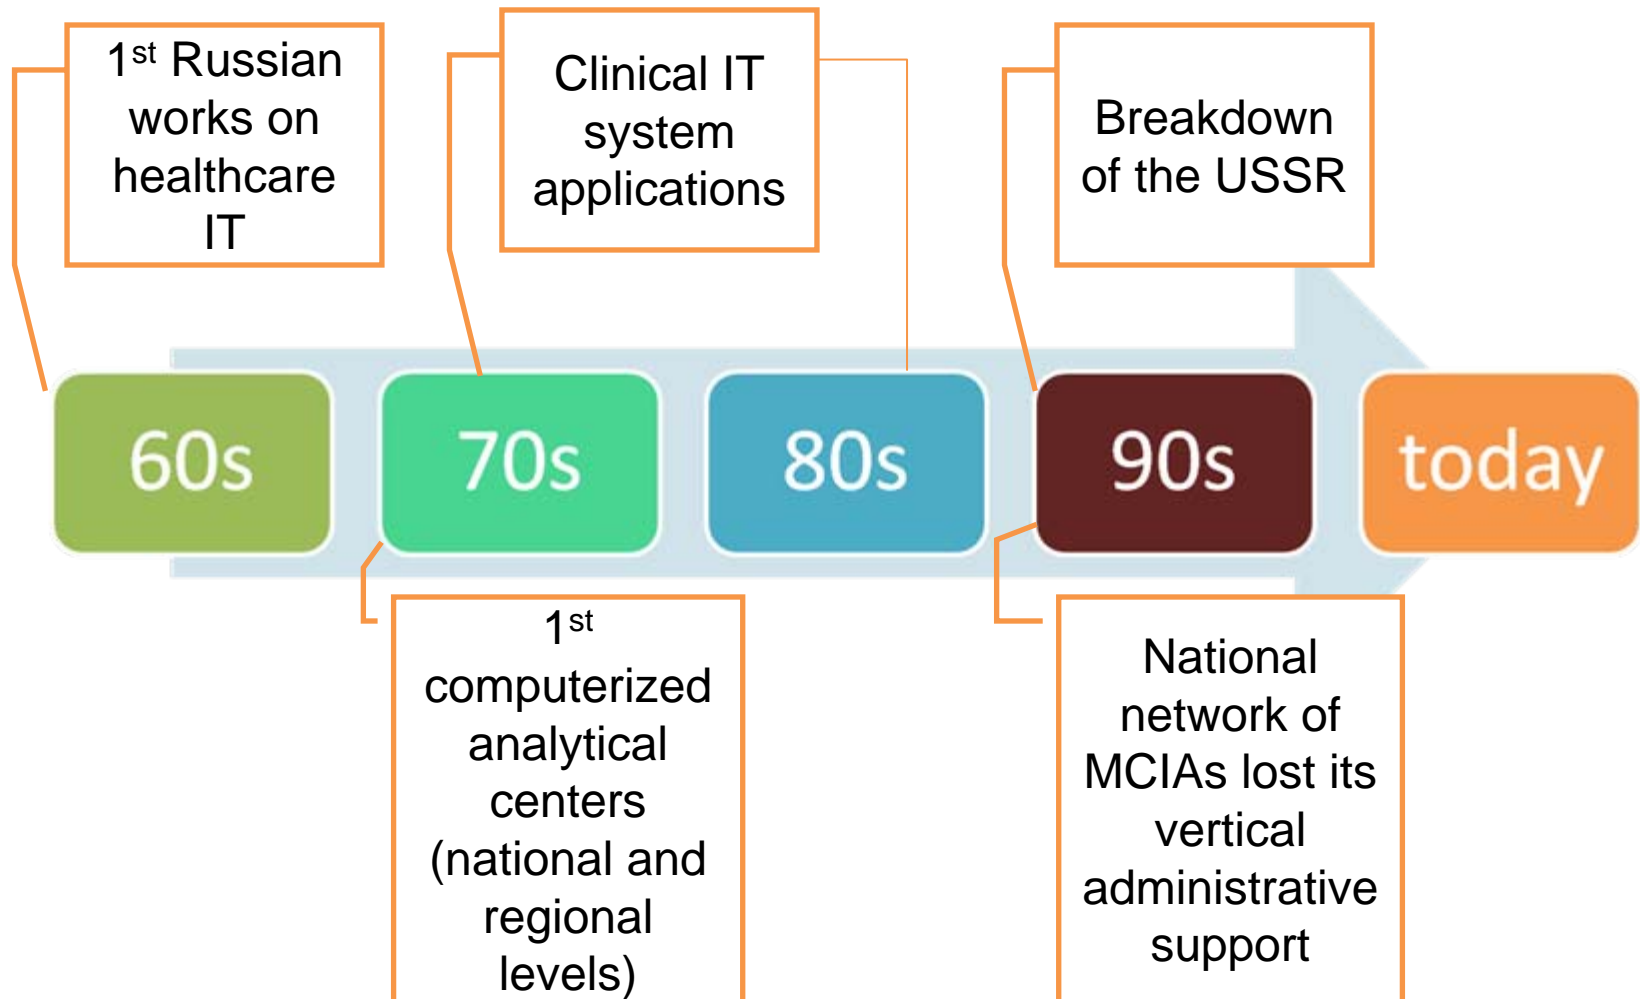 1st Russian
works on
healthcare
IT
Clinical IT
system
applications
Breakdown
of the USSR
60s
70s
80s
90s
today
1st
computerized
analytical
centers
(national and
regional
levels)
National
network of
MCIAs lost its
vertical
administrative
support